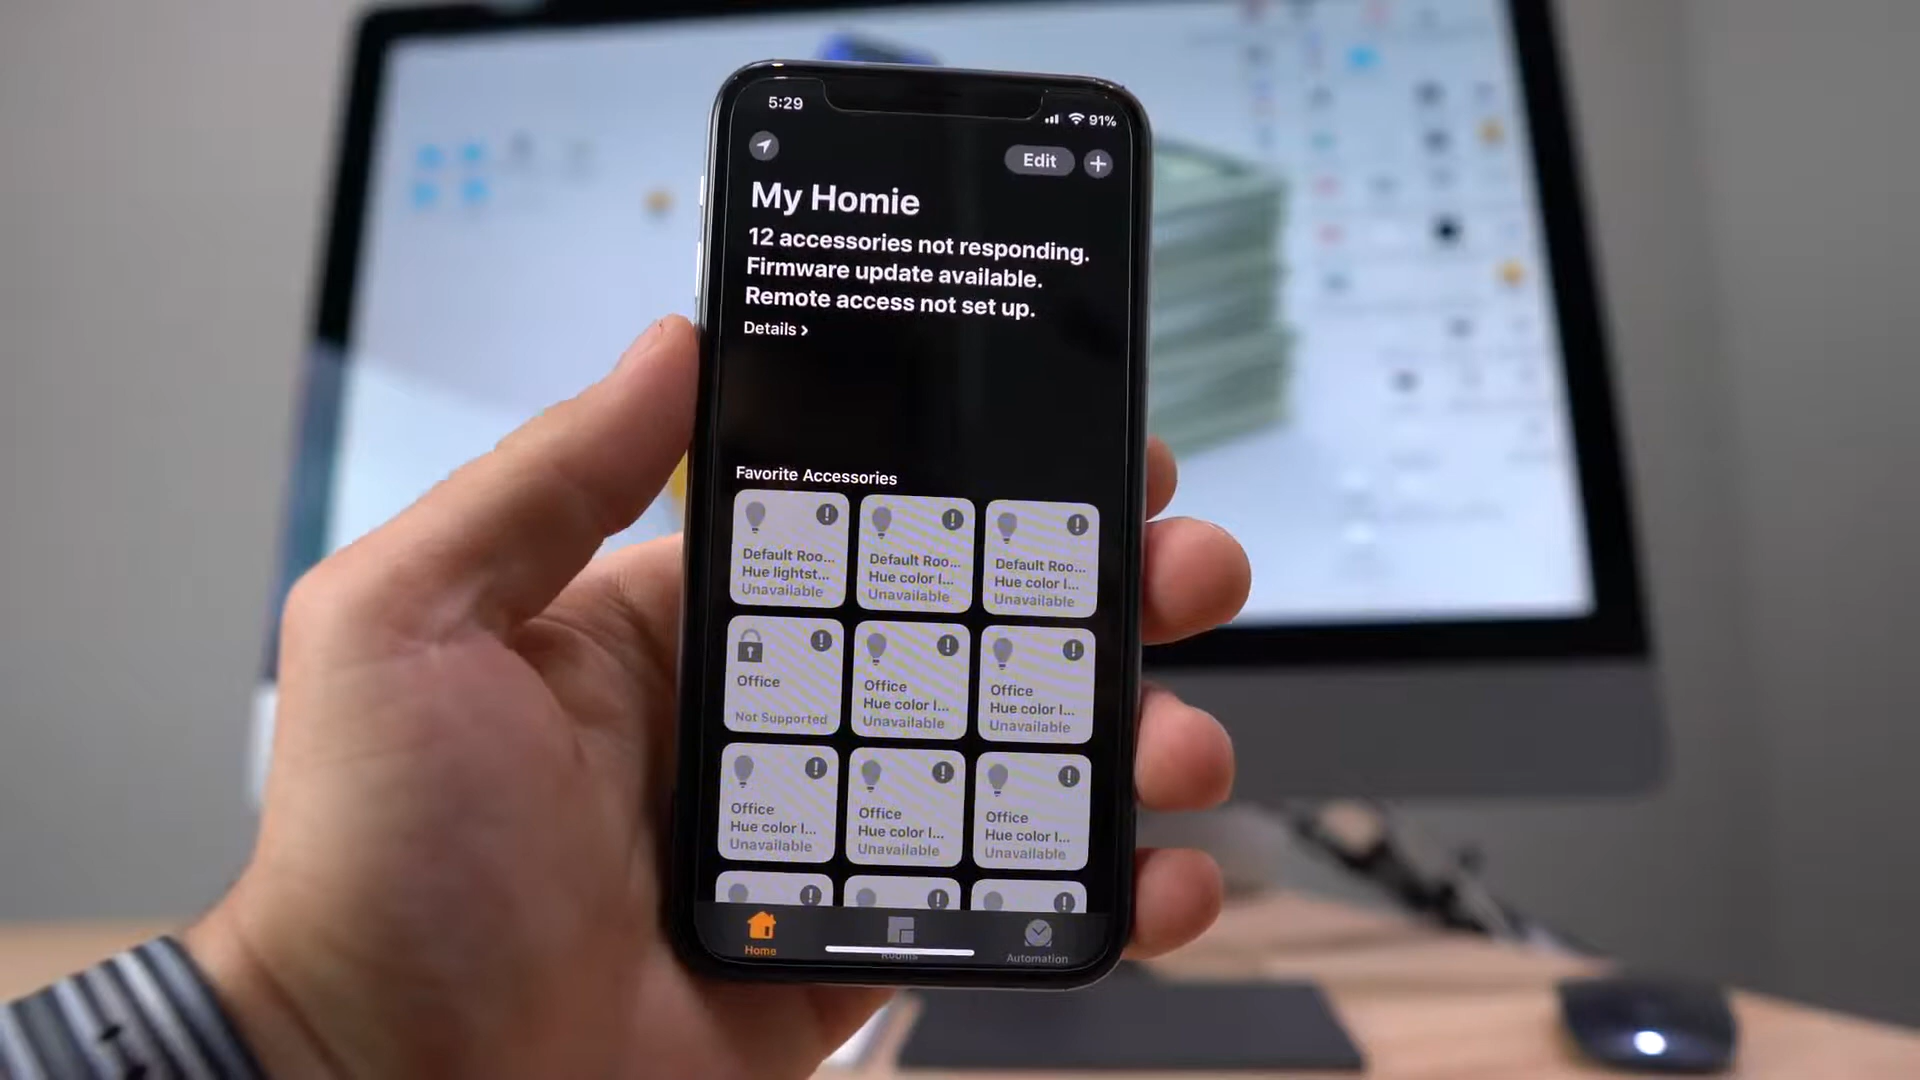 5:29
91%
Edit
My Homie
12 accessories not responding.
Firmware update available.
Remote access not set up.
Details >
Favorite Accessories
Default Roo...
Hue lightst...
Unavailable
Default Roo...
Hue color l...
Unavailable
Default Roo...
Hue color l...
Unavailable
Office
Not Supported
Office
Hue color l...
Unavailable
Office
Hue color l...
Unavailable
Office
Hue color l...
Unavailable
Office
Hue color l...
Unavailable
Office
Hue color l...
Unavailable
Home
Rooms
Automation